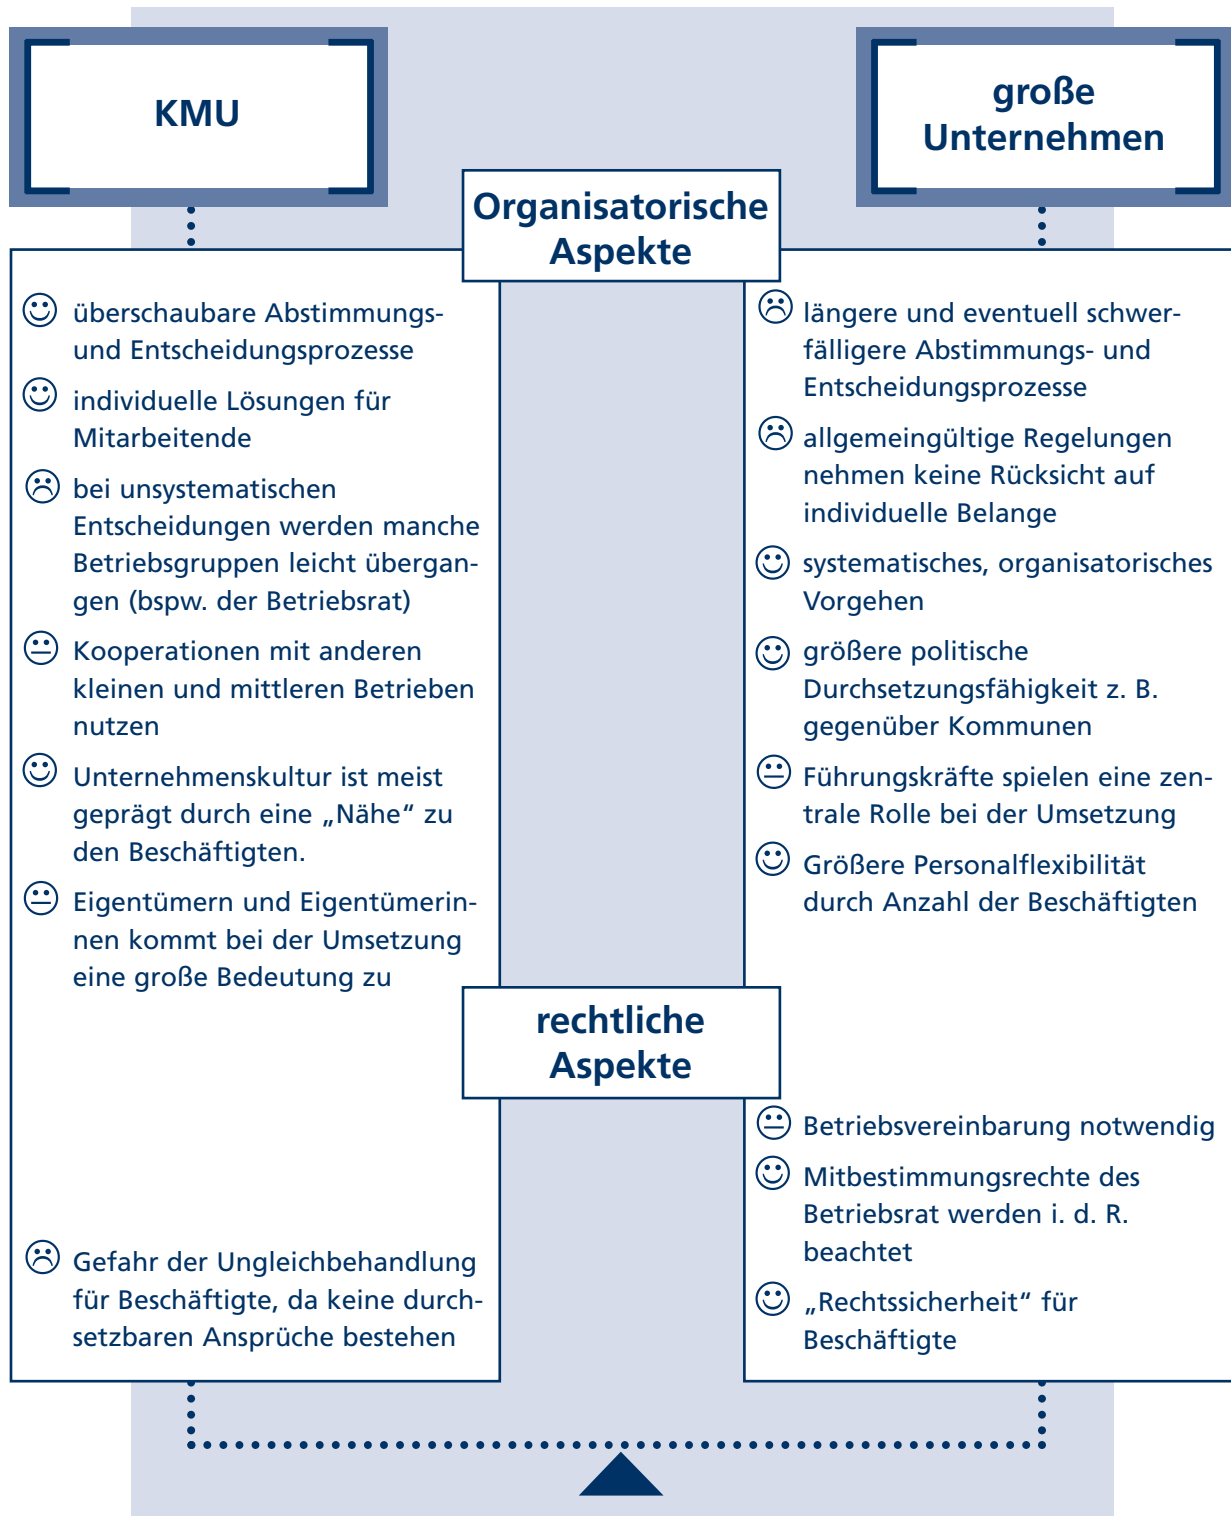 KMU
große
Unternehmen
Organisatorische
Aspekte
überschaubare Abstimmungs-
und Entscheidungsprozesse
individuelle Lösungen für
Mitarbeitende
bei unsystematischen
Entscheidungen werden manche
Betriebsgruppen leicht übergan-
gen (bspw. der Betriebsrat)
Kooperationen mit anderen
kleinen und mittleren Betrieben
nutzen
Unternehmenskultur ist meist
geprägt durch eine „Nähe“ zu
den Beschäftigten.
Eigentümern und Eigentümerin-
nen kommt bei der Umsetzung
eine große Bedeutung zu
längere und eventuell schwer-
fälligere Abstimmungs- und
Entscheidungsprozesse
allgemeingültige Regelungen
nehmen keine Rücksicht auf
individuelle Belange
systematisches, organisatorisches
Vorgehen
größere politische
Durchsetzungsfähigkeit z. B.
gegenüber Kommunen
Führungskräfte spielen eine zen-
trale Rolle bei der Umsetzung
Größere Personalflexibilität
durch Anzahl der Beschäftigten
rechtliche
Aspekte
Gefahr der Ungleichbehandlung
für Beschäftigte, da keine durch-
setzbaren Ansprüche bestehen
Betriebsvereinbarung notwendig
Mitbestimmungsrechte des
Betriebsrat werden i. d. R.
beachtet
„Rechtssicherheit“ für
Beschäftigte